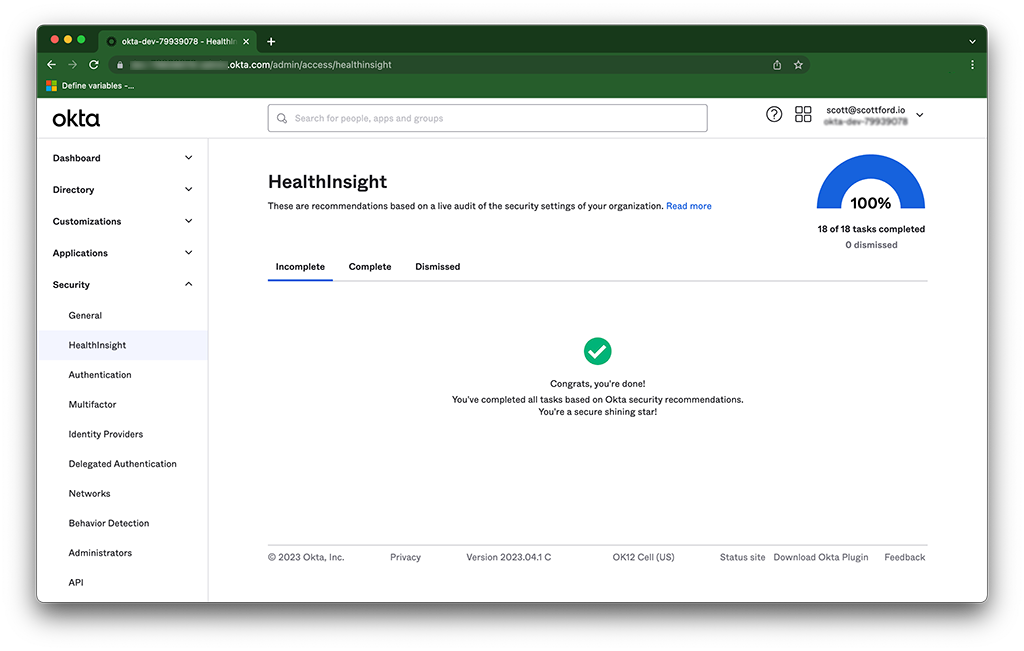 okta-dev-79939078 - HealthIn
.okta.com/admin/access/healthinsight
Define variables -...
okta
Search for people, apps and groups
scott@scottford.io
okta-dev-79939078
Dashboard
Directory
Customizations
Applications
Security
General
HealthInsight
Authentication
Multifactor
Identity Providers
Delegated Authentication
Networks
Behavior Detection
Administrators
API
HealthInsight
These are recommendations based on a live audit of the security settings of your organization. Read more
100%
18 of 18 tasks completed
0 dismissed
Incomplete Complete Dismissed
Congrats, you're done!
You've completed all tasks based on Okta security recommendations.
You're a secure shining star!
© 2023 Okta, Inc. Privacy Version 2023.04.1 C OK12 Cell (US) Status site Download Okta Plugin Feedback